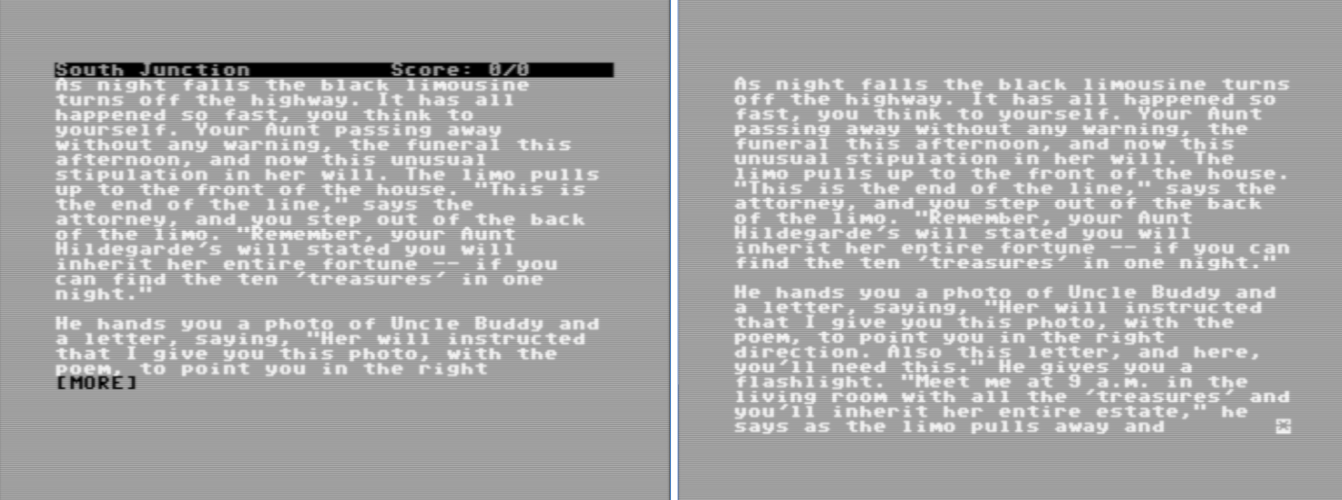 South Junction Score: 0/0
As night falls the black limousine
turns off the highway. It has all
happened so fast, you think to
yourself. Your Aunt passing away
without any warning, the funeral this
afternoon, and now this unusual
stipulation in her will. The limo pulls
up to the front of the house. "This is
the end of the line," says the
attorney, and you step out of the back
of the limo. "Remember, your Aunt
Hildegarde's will stated you will
inherit her entire fortune -- if you
can find the ten 'treasures' in one
night."
He hands you a photo of Uncle Buddy and
a letter, saying, "Her will instructed
that I give you this photo, with the
poem, to point you in the right
[MORE]
As night falls the black limousine turns
off the highway. It has all happened so
fast, you think to yourself. Your Aunt
passing away without any warning, the
funeral this afternoon, and now this
unusual stipulation in her will. The
limo pulls up to the front of the house.
"This is the end of the line," says the
attorney, and you step out of the back
of the limo. "Remember, your Aunt
Hildegarde's will stated you will
inherit her entire fortune -- if you can
find the ten 'treasures' in one night."
He hands you a photo of Uncle Buddy and
a letter, saying, "Her will instructed
that I give you this photo, with the
poem, to point you in the right
direction. Also this letter, and here,
you'll need this." He gives you a
flashlight. "Meet me at 9 a.m. in the
living room with all the 'treasures' and
you'll inherit her entire estate," he
says as the limo pulls away and *